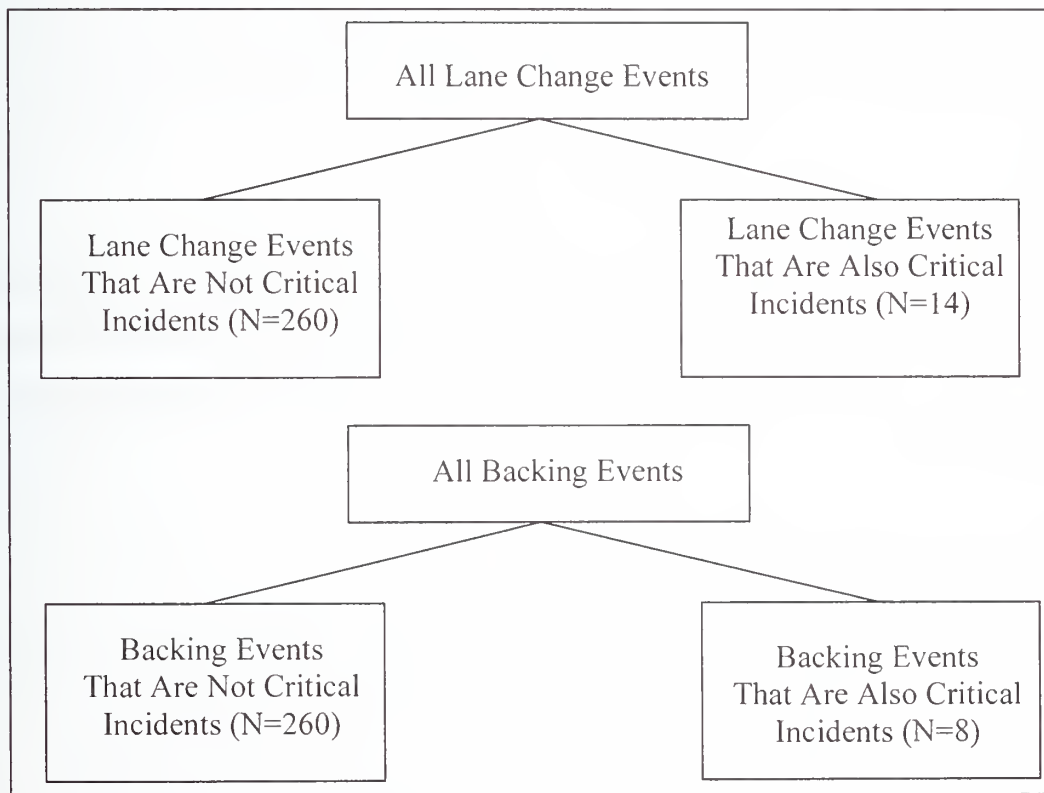 All Lane Change Events
Lane Change Events
That Are Not Critical
Incidents (N=260)
Lane Change Events
That Are Also Critical
Incidents (N=14)
All Backing Events
Backing Events
That Are Not Critical
Incidents (N=260)
Backing Events
That Are Also Critical
Incidents (N=8)